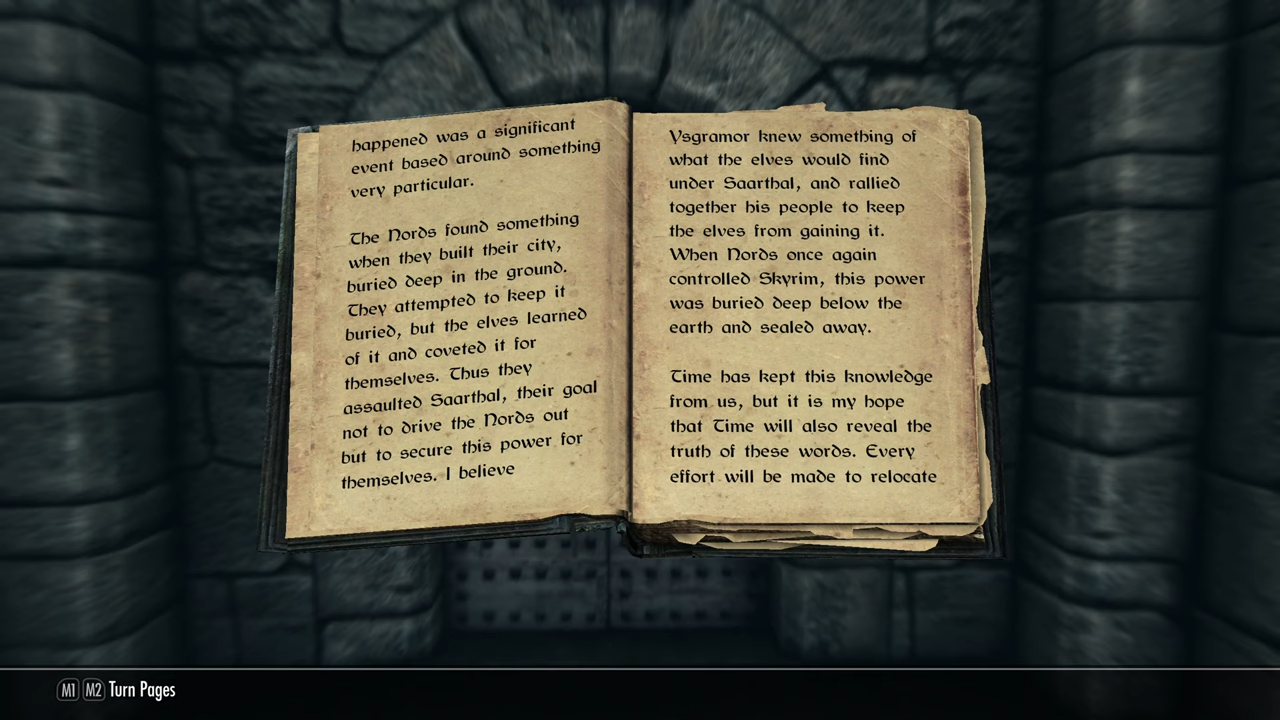 happened was a significant
event based around something
very particular.
The Nords found something
when they built their city,
buried deep in the ground.
They attempted to keep it
buried, but the elves learned
of it and coveted it for
themselves. Thus they
assaulted Saarthal, their goal
not to drive the Nords out
but to secure this power for
themselves. I believe
Ysgramor knew something of
what the elves would find
under Saarthal, and rallied
together his people to keep
the elves from gaining it.
When Nords once again
controlled Skyrim, this power
was buried deep below the
earth and sealed away.
Time has kept this knowledge
from us, but it is my hope
that Time will also reveal the
truth of these words. Every
effort will be made to relocate
M1 M2 Turn Pages